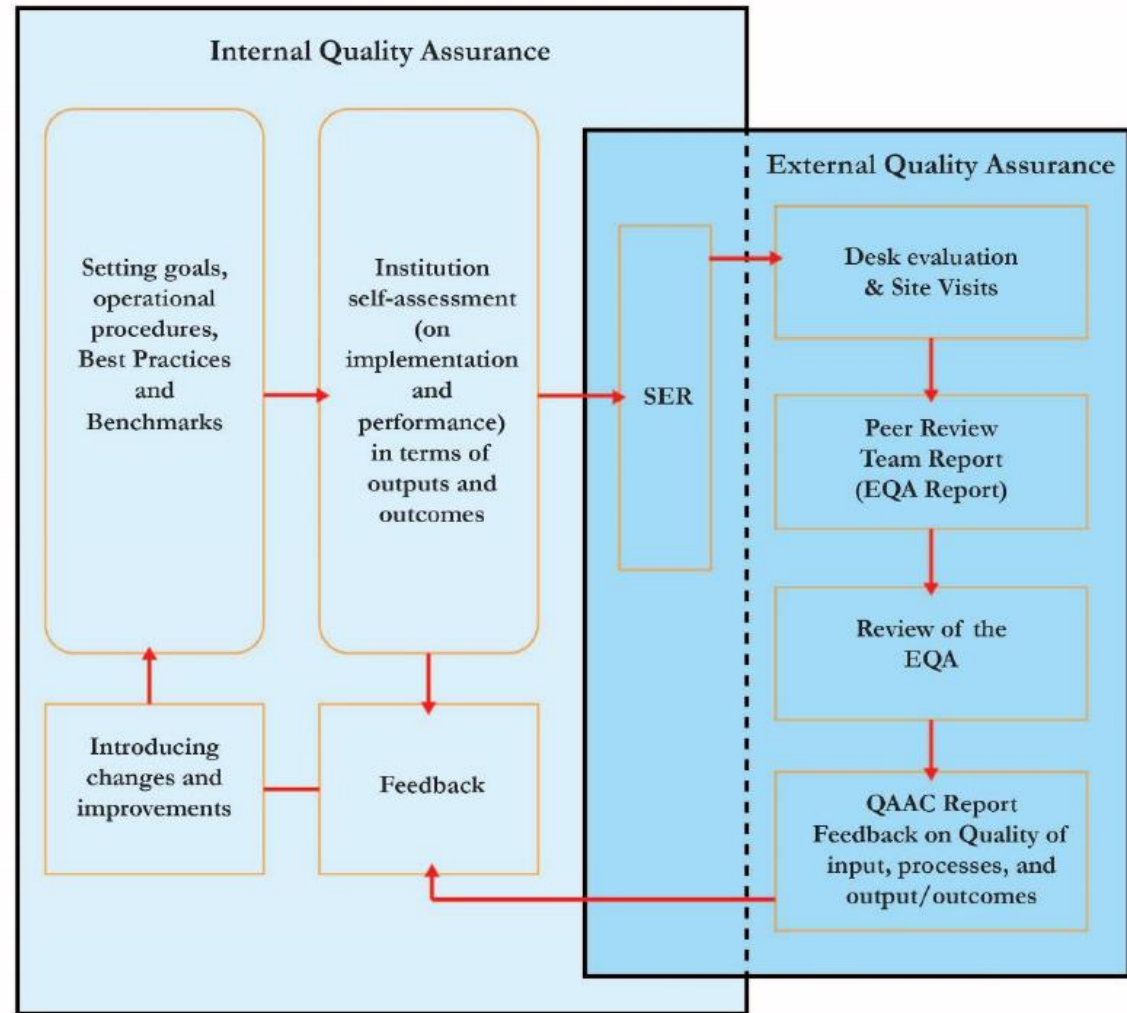 Internal Quality Assurance
Setting goals,
operational
procedures,
Best Practices
and
Benchmarks
Institution
self-assessment
(on
implementation
and
performance)
in terms of
outputs and
outcomes
Introducing
changes and
improvements
Feedback
SER
External Quality Assurance
Desk evaluation
& Site Visits
Peer Review
Team Report
(EQA Report)
Review of the
EQA
QAAC Report
Feedback on Quality of
input, processes, and
output/outcomes